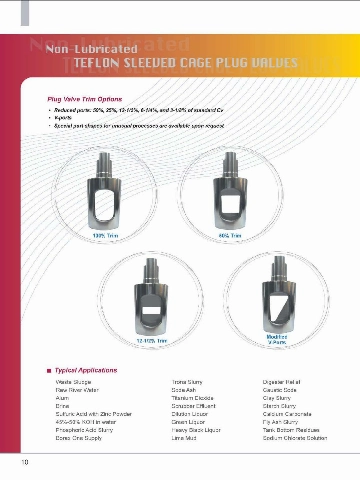 Non Lubricated
TEFLON SLEEVED CAGE PLUG VALVES
Plug Valve Trim Options
• Reduced ports: 50%, 25%, 12-1/2%, 6-1/4%, and 3-1/8% of standard Cv
• V-ports
• Special port shapes for unusual processes are available upon request
100% Trim
50% Trim
12-1/2% Trim
Modified
V-Ports
Typical Applications
Waste Sludge
Raw River Water
Alum
Brine
Sulfuric Acid with Zinc Powder
45%-50% KOH in water
Phosphoric Acid Slurry
Borax Ore Supply
Trona Slurry
Soda Ash
Titanium Dioxide
Scrubber Effluent
Dilution Liquor
Green Liquor
Heavy Black Liquor
Lime Mud
Digester Relief
Caustic Soda
Clay Slurry
Starch Slurry
Calcium Carbonate
Fly Ash Slurry
Tank Bottom Residues
Sodium Chlorate Solution
10